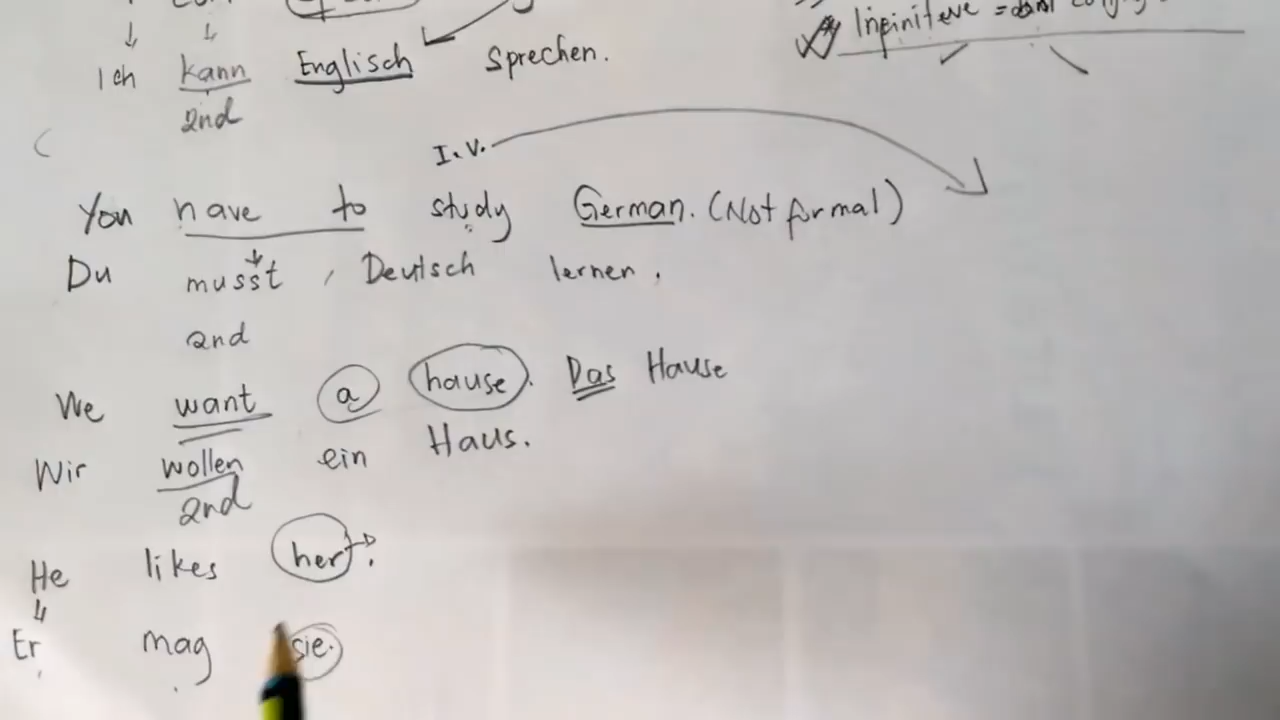 Ich kann Englisch Sprechen.
2nd
Infiniteve =
I.V.
You have to study German. (Not formal)
Du musst Deutsch lernen.
2nd
We want a hause. Das Hause
Wir wollen ein Haus.
2nd
He likes her.
Er mag sie.